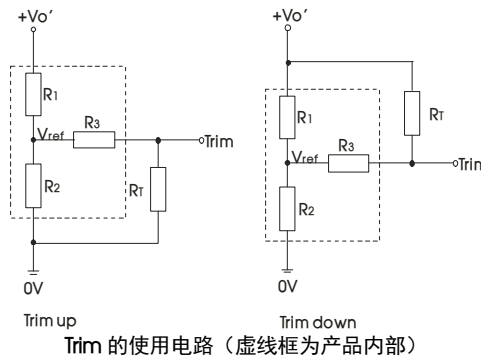 +Vo'
R1
Vref
R3
Trim
R2
RT
0V
Trim up
+Vo'
R1
RT
Vref
R3
Trim
R2
0V
Trim down
Trim 的使用电路（虚线框为产品内部）